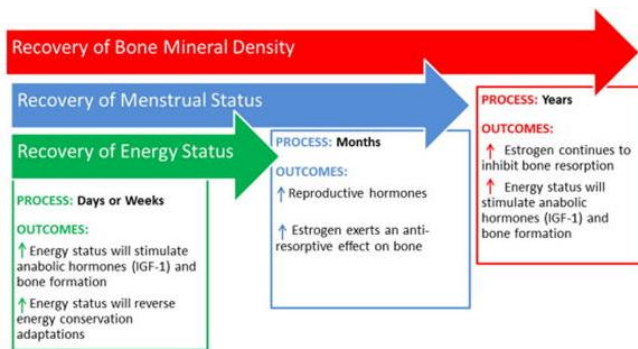 Recovery of Bone Mineral Density
Recovery of Menstrual Status
Recovery of Energy Status
PROCESS: Days or Weeks
OUTCOMES:
↑ Energy status will stimulate
anabolic hormones (IGF-1) and
bone formation
↑ Energy status will reverse
energy conservation
adaptations
PROCESS: Months
OUTCOMES:
↑ Reproductive hormones
↑ Estrogen exerts an anti-
resorptive effect on bone
PROCESS: Years
OUTCOMES:
↑ Estrogen continues to
inhibit bone resorption
↑ Energy status will
stimulate anabolic
hormones (IGF-1) and bone
formation